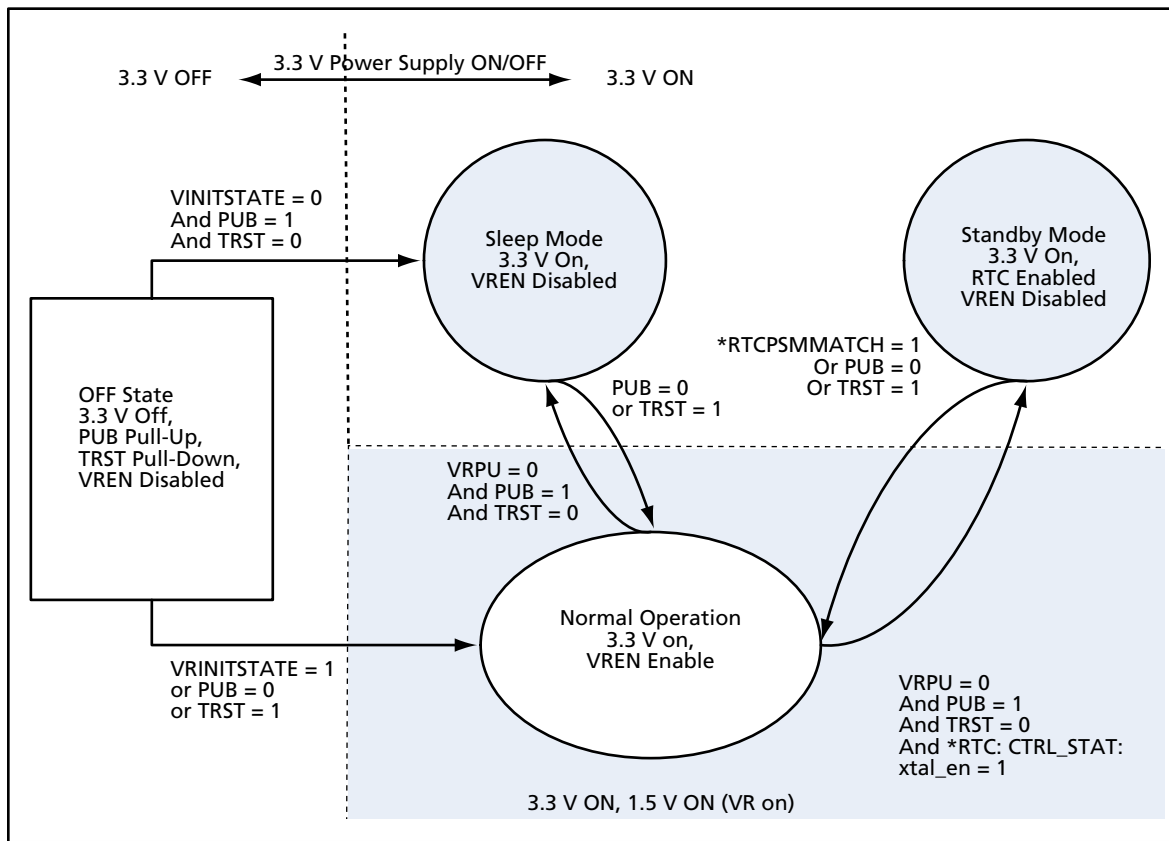 3.3 V OFF
3.3 V Power Supply ON/OFF
3.3 V ON
VINITSTATE = 0
And PUB = 1
And TRST = 0
Sleep Mode
3.3 V On,
VREN Disabled
Standby Mode
3.3 V On,
RTC Enabled
VREN Disabled
*RTCPSMMATCH = 1
Or PUB = 0
Or TRST = 1
PUB = 0
or TRST = 1
OFF State
3.3 V Off,
PUB Pull-Up,
TRST Pull-Down,
VREN Disabled
VRPU = 0
And PUB = 1
And TRST = 0
Normal Operation
3.3 V on,
VREN Enable
VRINITSTATE = 1
or PUB = 0
or TRST = 1
VRPU = 0
And PUB = 1
And TRST = 0
And *RTC: CTRL_STAT:
xtal_en = 1
3.3 V ON, 1.5 V ON (VR on)